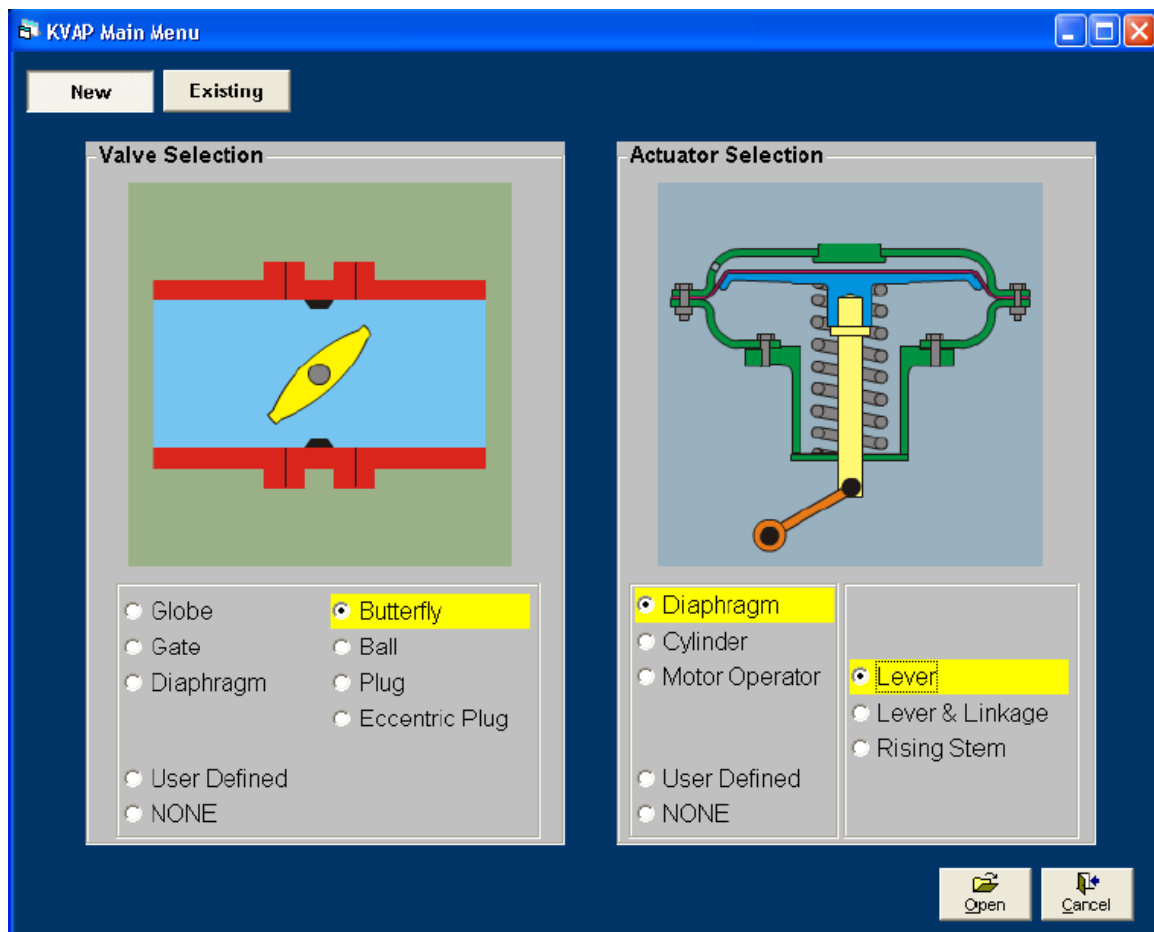 KVAP Main Menu
New
Existing
Valve Selection
Globe
Butterfly
Gate
Ball
Diaphragm
Plug
Eccentric Plug
User Defined
NONE
Actuator Selection
Diaphragm
Cylinder
Motor Operator
User Defined
NONE
Lever
Lever & Linkage
Rising Stem
Open
Cancel